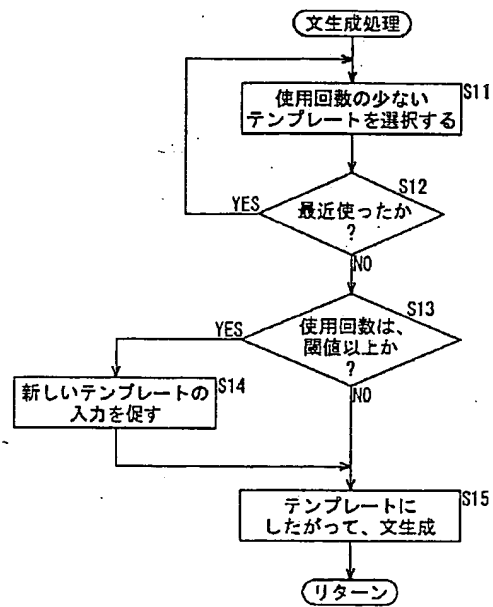 文生成処理
S11
使用回数の少ない
テンプレートを選択する
S12
YES
最近使ったか
?
NO
S13
YES
使用回数は、
閾値以上か
?
NO
S14
新しいテンプレートの
入力を促す
S15
テンプレートに
したがって、文生成
リターン